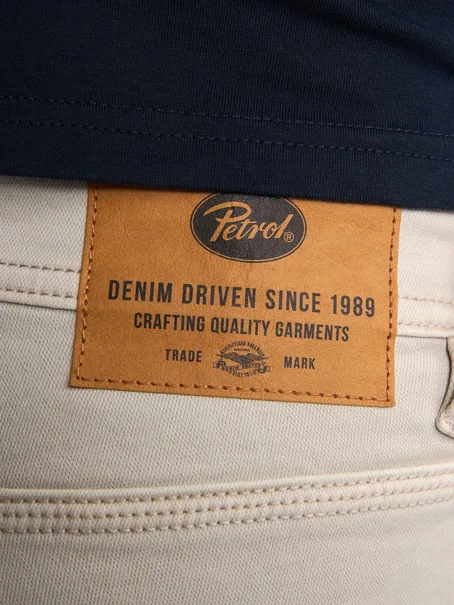 Petrol®
DENIM DRIVEN SINCE 1989
CRAFTING QUALITY GARMENTS
TRADE MARK